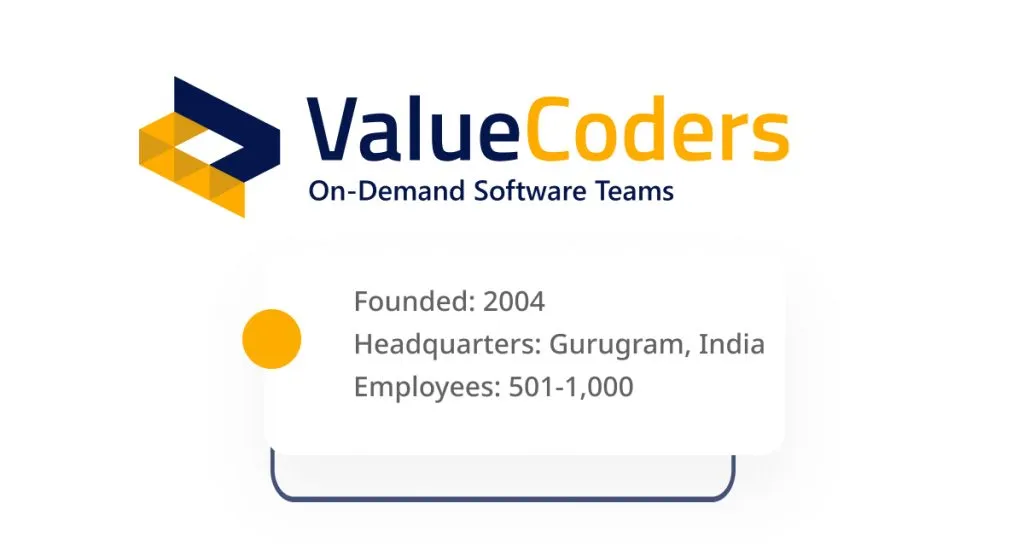 ValueCoders
On-Demand Software Teams
Founded: 2004
Headquarters: Gurugram, India
Employees: 501-1,000